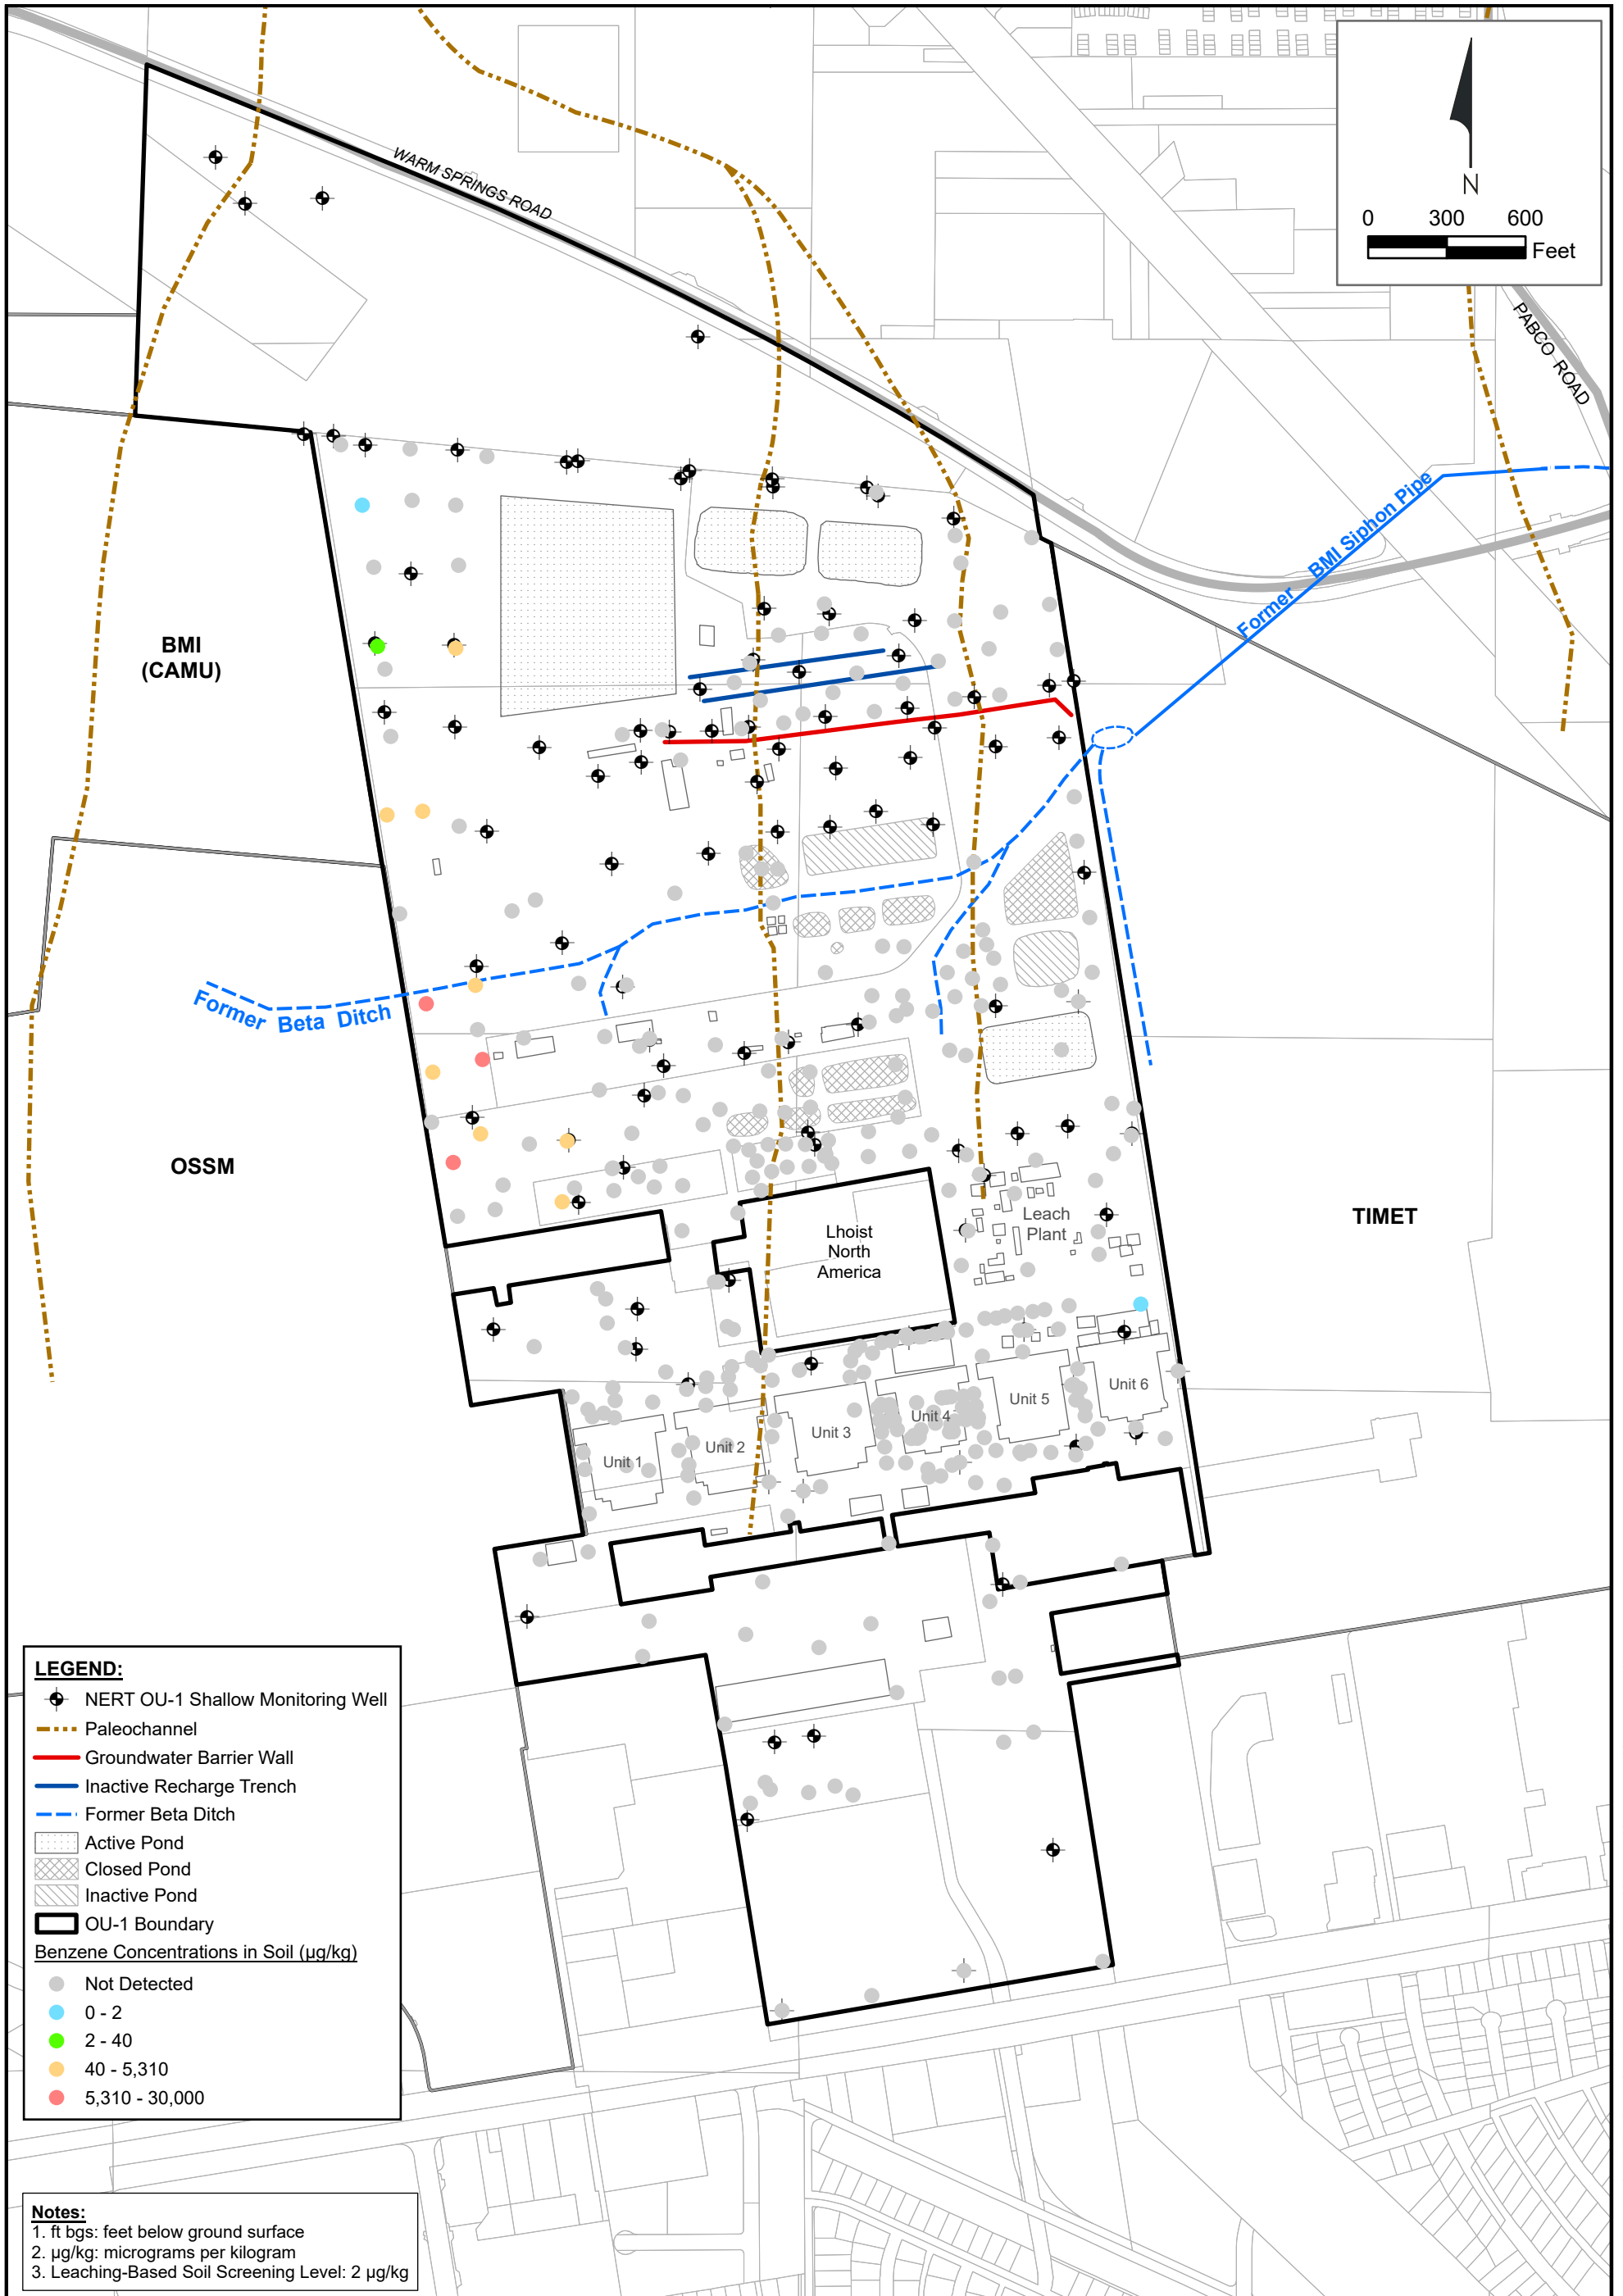 WARM SPRINGS ROAD
N
0 300 600
Feet
PABCO ROAD
Former BMI Siphon Pipe
BMI
(CAMU)
Former Beta Ditch
OSSM
TIMET
Lhoist
North
America
Leach
Plant
Unit 6
Unit 5
Unit 4
Unit 3
Unit 2
Unit 1
LEGEND:
NERT OU-1 Shallow Monitoring Well
Paleochannel
Groundwater Barrier Wall
Inactive Recharge Trench
Former Beta Ditch
Active Pond
Closed Pond
Inactive Pond
OU-1 Boundary
Benzene Concentrations in Soil (µg/kg)
Not Detected
0 - 2
2 - 40
40 - 5,310
5,310 - 30,000
Notes:
1. ft bgs: feet below ground surface
2. µg/kg: micrograms per kilogram
3. Leaching-Based Soil Screening Level: 2 µg/kg